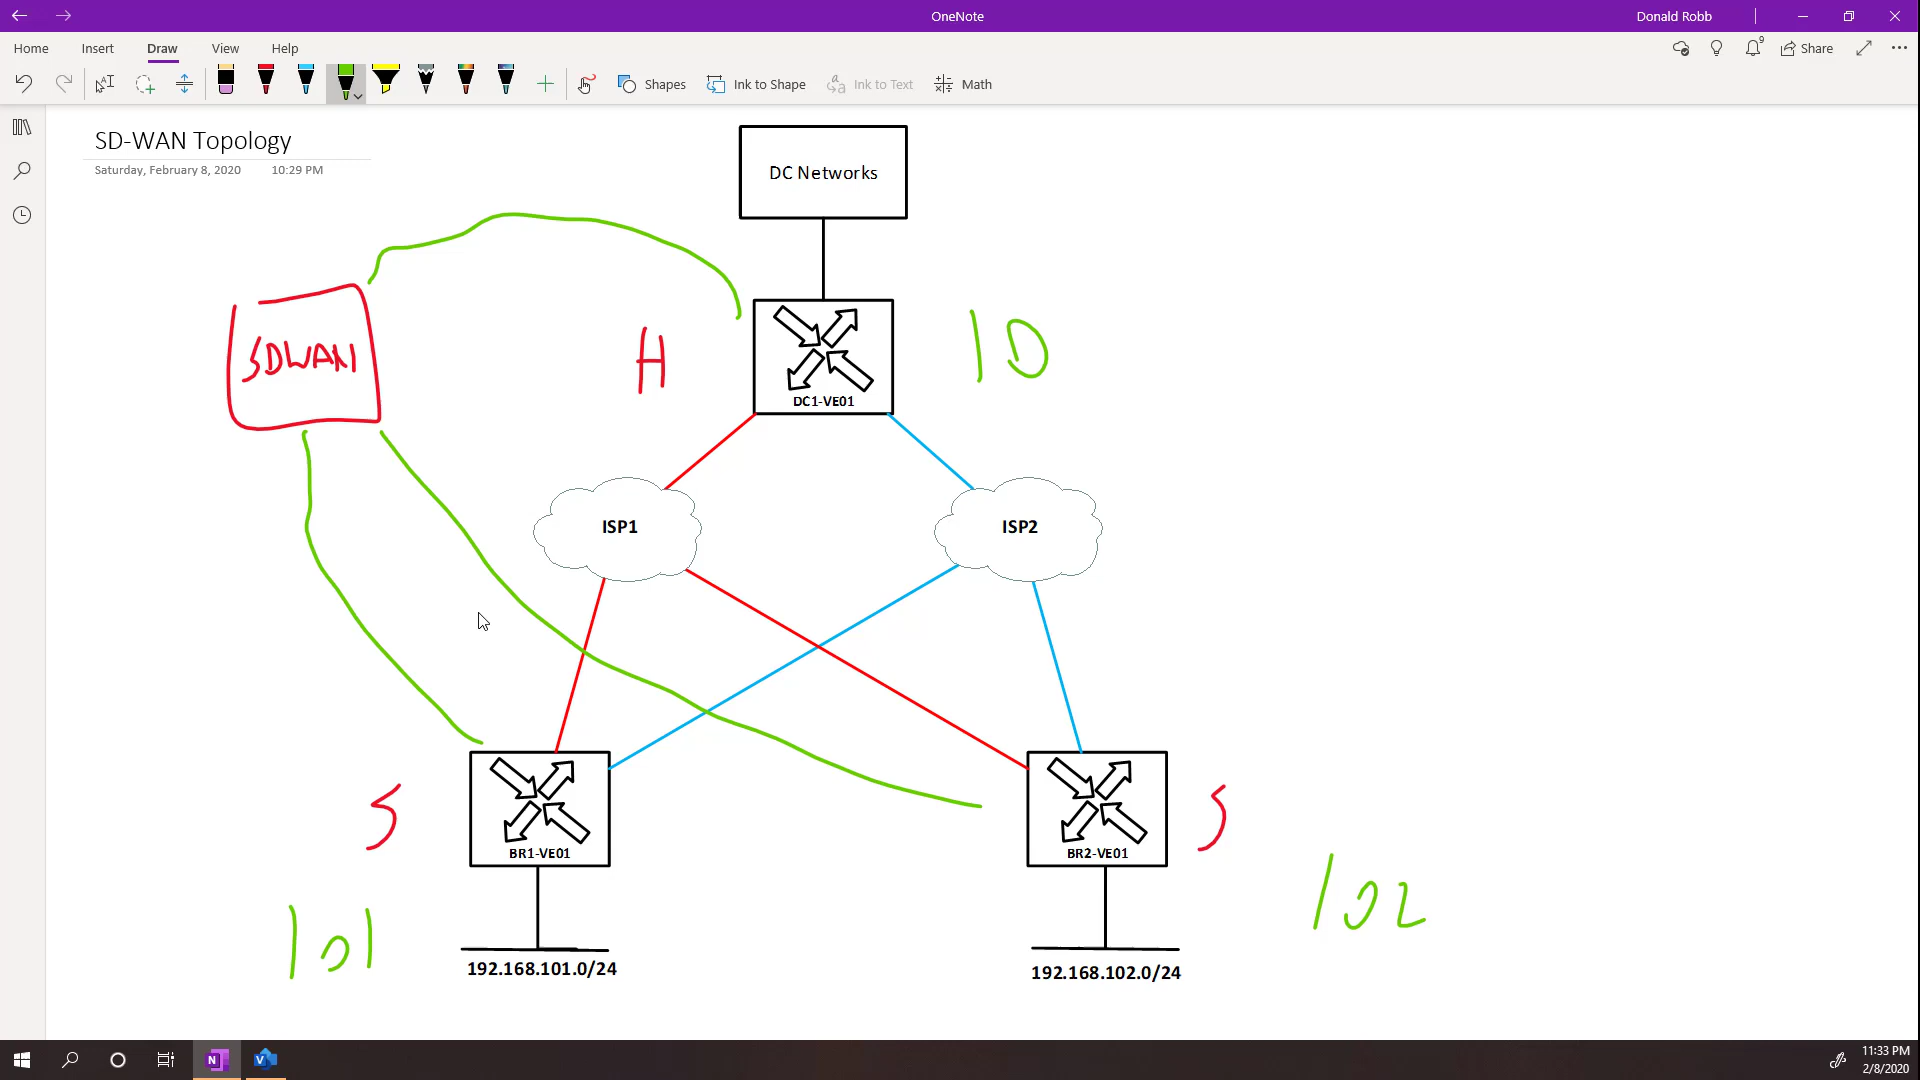 OneNote
Donald Robb
Home Insert Draw View Help
9
Share
Shapes
Ink to Shape
Ink to Text
Math
SD-WAN Topology
Saturday, February 8, 2020 10:29 PM
DC Networks
SDWAN
H
10
DC1-VE01
ISP1
ISP2
S
S
BR1-VE01
BR2-VE01
101
102
192.168.101.0/24
192.168.102.0/24
11:33 PM
2/8/2020